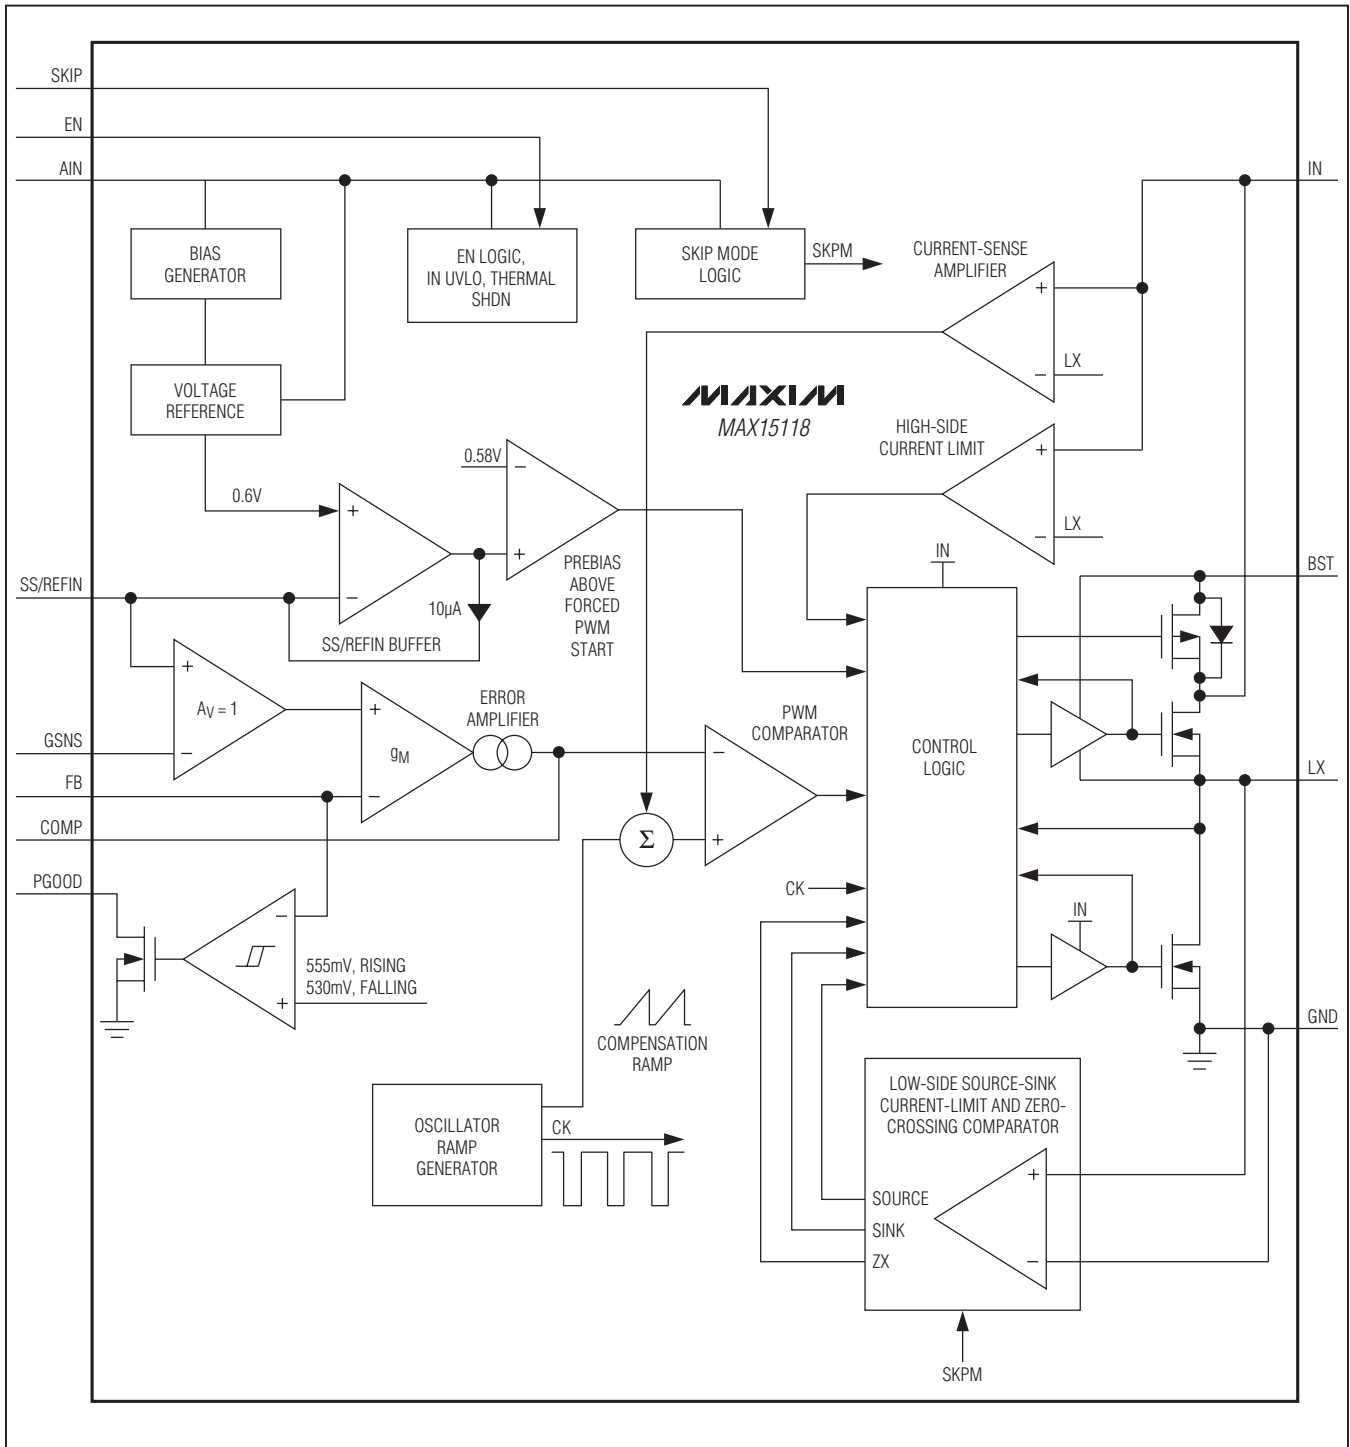 SKIP
EN
AIN
IN
BIAS
GENERATOR
EN LOGIC,
IN UVLO, THERMAL
SHDN
SKIP MODE
LOGIC
SKPM
CURRENT-SENSE
AMPLIFIER
+
−
LX
VOLTAGE
REFERENCE
MAXIM
MAX15118
HIGH-SIDE
CURRENT LIMIT
+
−
LX
0.58V
−
+
0.6V
+
−
PREBIAS
ABOVE
FORCED
PWM
START
IN
BST
SS/REFIN
10µA
SS/REFIN BUFFER
+
AV = 1
−
ERROR
AMPLIFIER
+
gM
−
PWM
COMPARATOR
−
+
CONTROL
LOGIC
GSNS
FB
COMP
LX
Σ
PGOOD
CK
−
+
555mV, RISING
530mV, FALLING
IN
COMPENSATION
RAMP
GND
OSCILLATOR
RAMP
GENERATOR
CK
LOW-SIDE SOURCE-SINK
CURRENT-LIMIT AND ZERO-
CROSSING COMPARATOR
+
−
SOURCE
SINK
ZX
SKPM